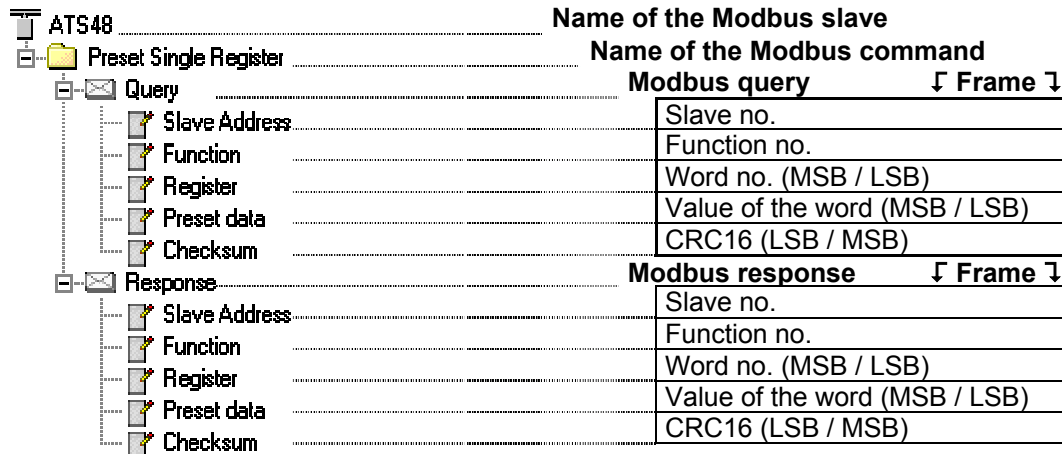 ATS48 Name of the Modbus slave
Preset Single Register Name of the Modbus command
Query Modbus query Frame
Slave Address Slave no.
Function Function no.
Register Word no. (MSB / LSB)
Preset data Value of the word (MSB / LSB)
Checksum CRC16 (LSB / MSB)
Response Modbus response Frame
Slave Address Slave no.
Function Function no.
Register Word no. (MSB / LSB)
Preset data Value of the word (MSB / LSB)
Checksum CRC16 (LSB / MSB)